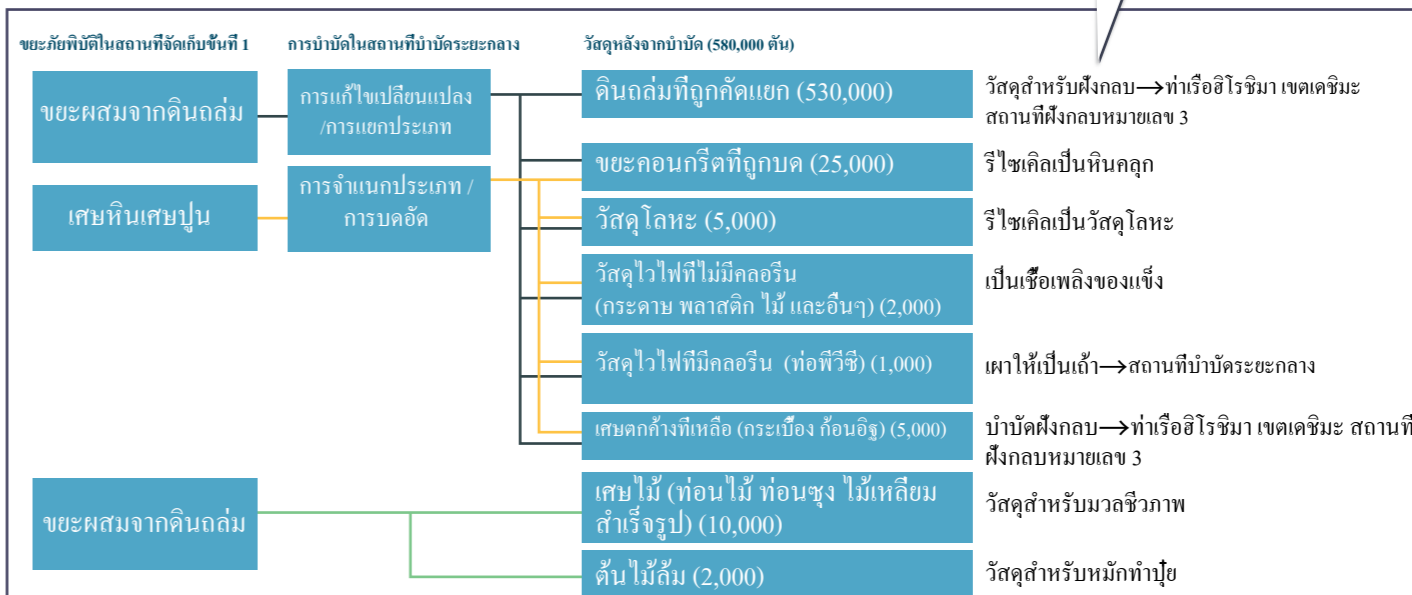 ขยะภัยพิบัติในสถานที่จัดเก็บขั้นที่ 1
การบำบัดในสถานที่บำบัดระยะกลาง
วัสดุหลังจากบำบัด (580,000 ตัน)
ขยะผสมจากดินถล่ม
การแก้ไขเปลี่ยนแปลง
/การแยกประเภท
ดินถล่มที่ถูกคัดแยก (530,000)
วัสดุสำหรับฝังกลบ→ท่าเรือฮิโรชิมา เขตเดชิมะ
สถานที่ฝังกลบหมายเลข 3
ขยะคอนกรีตที่ถูกบด (25,000)
รีไซเคิลเป็นหินคลุก
เศษหินเศษปูน
การจำแนกประเภท /
การบดอัด
วัสดุโลหะ (5,000)
รีไซเคิลเป็นวัสดุโลหะ
วัสดุไวไฟที่ไม่มีคลอรีน
(กระดาษ พลาสติก ไม้ และอื่นๆ) (2,000)
เป็นเชื้อเพลิงของแข็ง
วัสดุไวไฟที่มีคลอรีน (ท่อพีวีซี) (1,000)
เผาให้เป็นเถ้า→สถานที่บำบัดระยะกลาง
เศษตกค้างที่เหลือ (กระเบื้อง ก้อนอิฐ) (5,000)
บำบัดฝังกลบ→ท่าเรือฮิโรชิมา เขตเดชิมะ สถานที่
ฝังกลบหมายเลข 3
ขยะผสมจากดินถล่ม
เศษไม้ (ท่อนไม้ ท่อนซุง ไม้เหลี่ยม
สำเร็จรูป) (10,000)
วัสดุสำหรับมวลชีวภาพ
ต้นไม้ล้ม (2,000)
วัสดุสำหรับหมักทำปุ๋ย